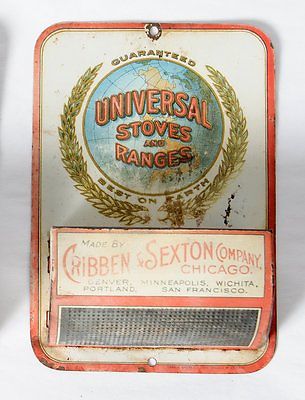 GUARANTEED
UNIVERSAL
STOVES
AND
RANGES
BEST ON EARTH
MADE BY
CRIBBEN & SEXTON COMPANY,
CHICAGO.
DENVER, MINNEAPOLIS, WICHITA,
PORTLAND, SAN FRANCISCO.